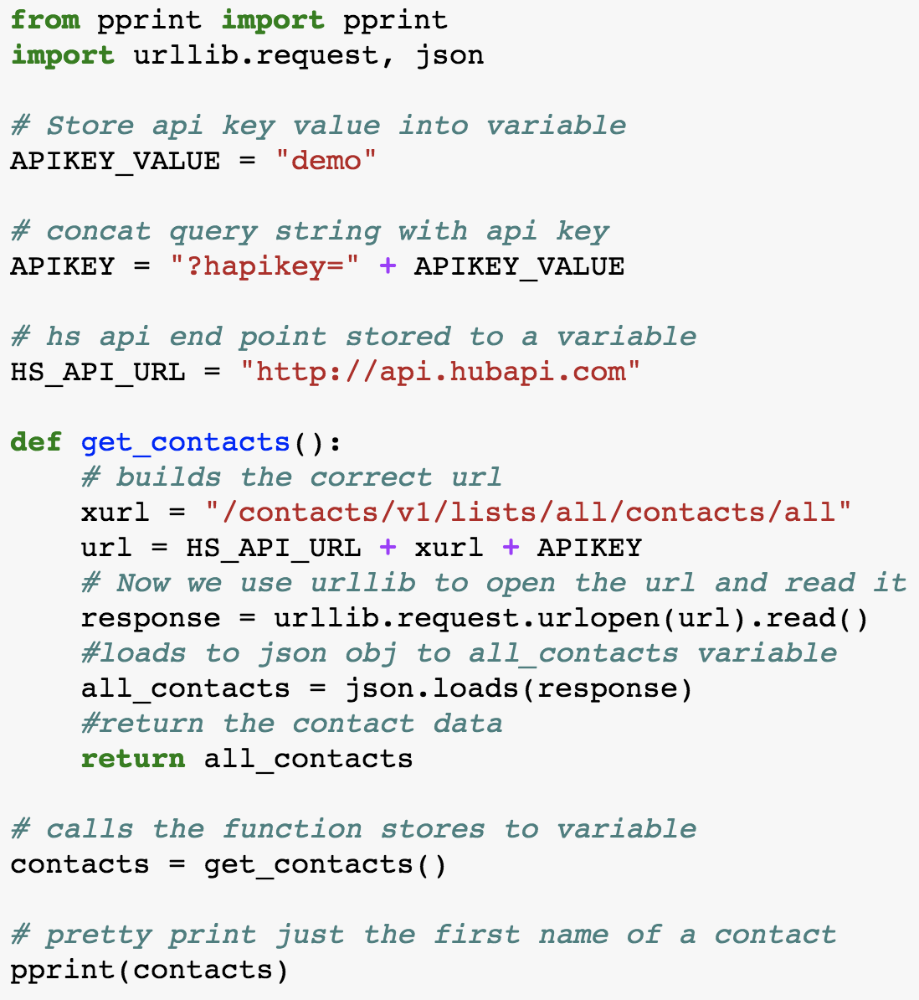 from pprint import pprint
import urllib.request, json
# Store api key value into variable
APIKEY_VALUE = "demo"
# concat query string with api key
APIKEY = "?hapikey=" + APIKEY_VALUE
# hs api end point stored to a variable
HS_API_URL = "http://api.hubapi.com"
def get_contacts():
    # builds the correct url
    xurl = "/contacts/v1/lists/all/contacts/all"
    url = HS_API_URL + xurl + APIKEY
    # Now we use urllib to open the url and read it
    response = urllib.request.urlopen(url).read()
    #loads to json obj to all_contacts variable
    all_contacts = json.loads(response)
    #return the contact data
    return all_contacts
# calls the function stores to variable
contacts = get_contacts()
# pretty print just the first name of a contact
pprint(contacts)